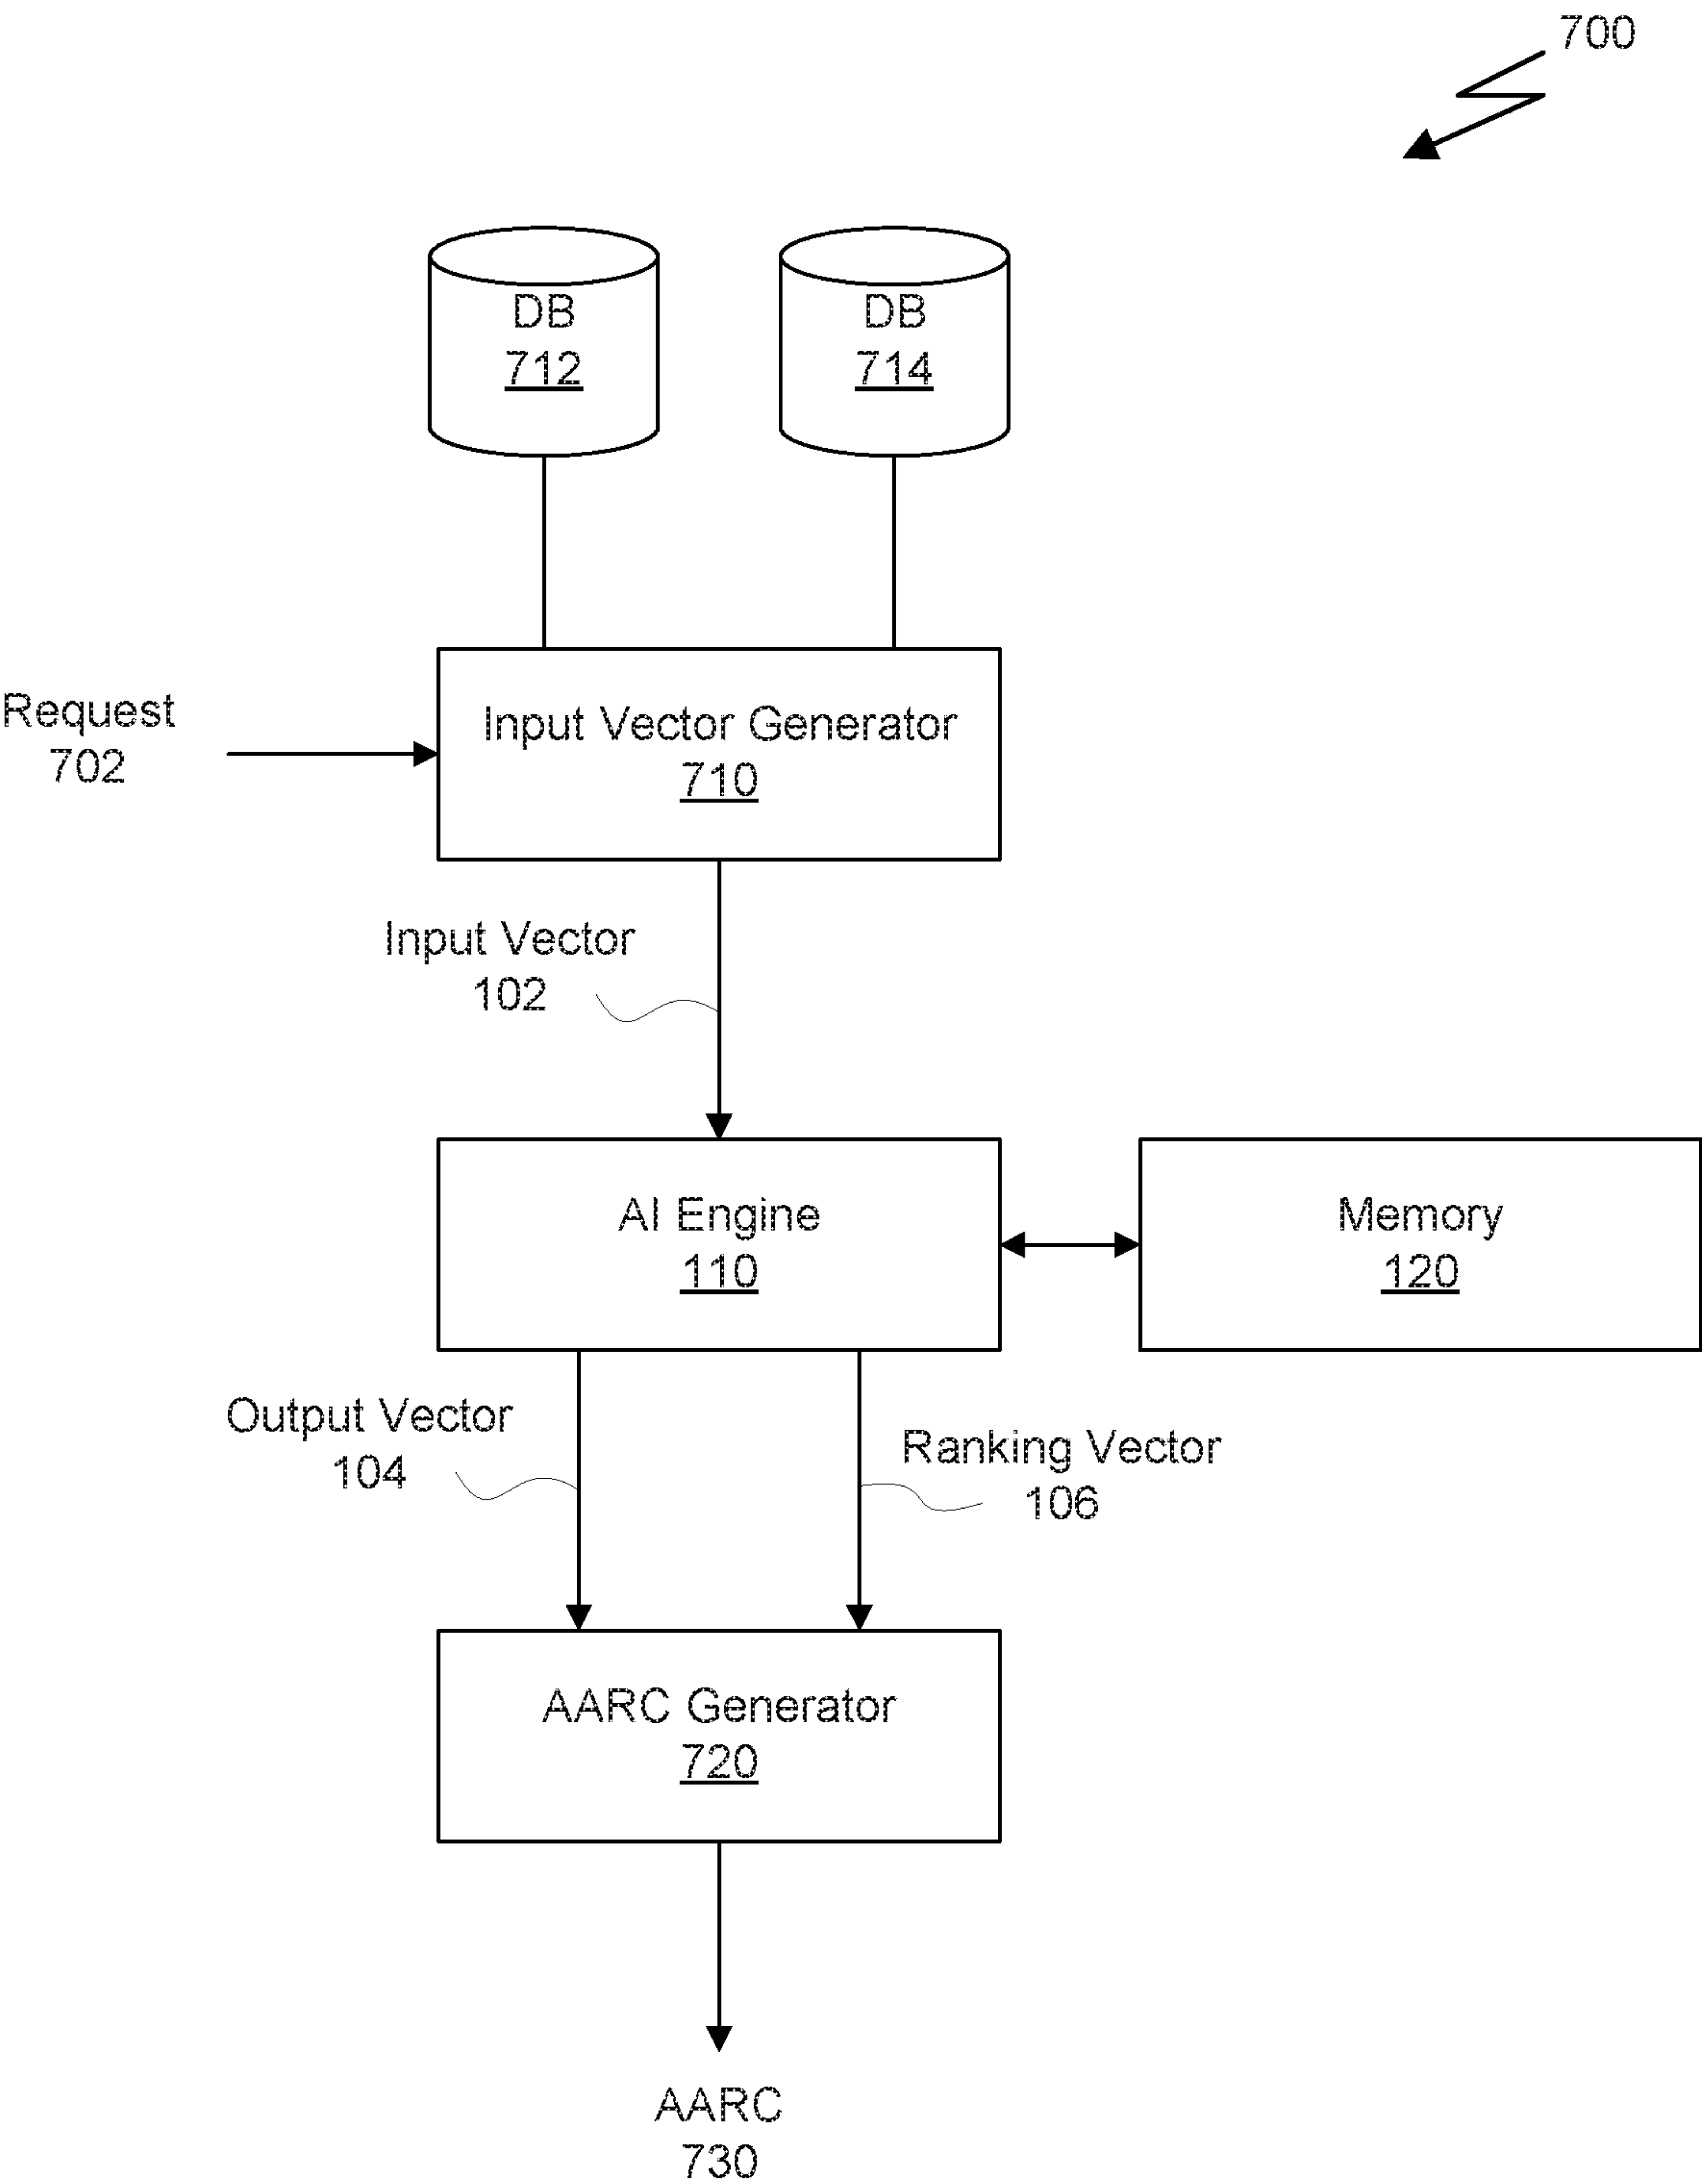 700
DB
712
DB
714
Request
702
Input Vector Generator
710
Input Vector
102
AI Engine
110
Memory
120
Output Vector
104
Ranking Vector
106
AARC Generator
720
AARC
730